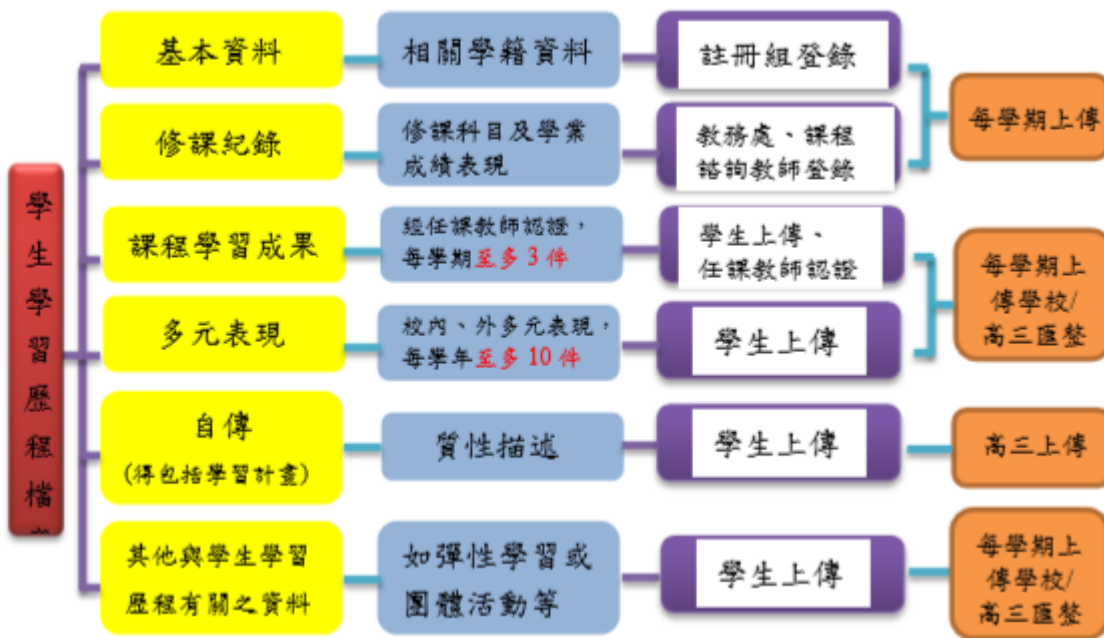 學生學習歷程檔
基本資料
相關學籍資料
註冊組登錄
每學期上傳
修課紀錄
修課科目及學業
成績表現
教務處、課程
諮詢教師登錄
課程學習成果
經任課教師認證,
每學期至多 3 件
學生上傳、
任課教師認證
每學期上
傳學校/
高三匯整
多元表現
校內、外多元表現,
每學年至多 10 件
學生上傳
自傳
(得包括學習計畫)
質性描述
學生上傳
高三上傳
其他與學生學習
歷程有關之資料
如彈性學習或
團體活動等
學生上傳
每學期上
傳學校/
高三匯整